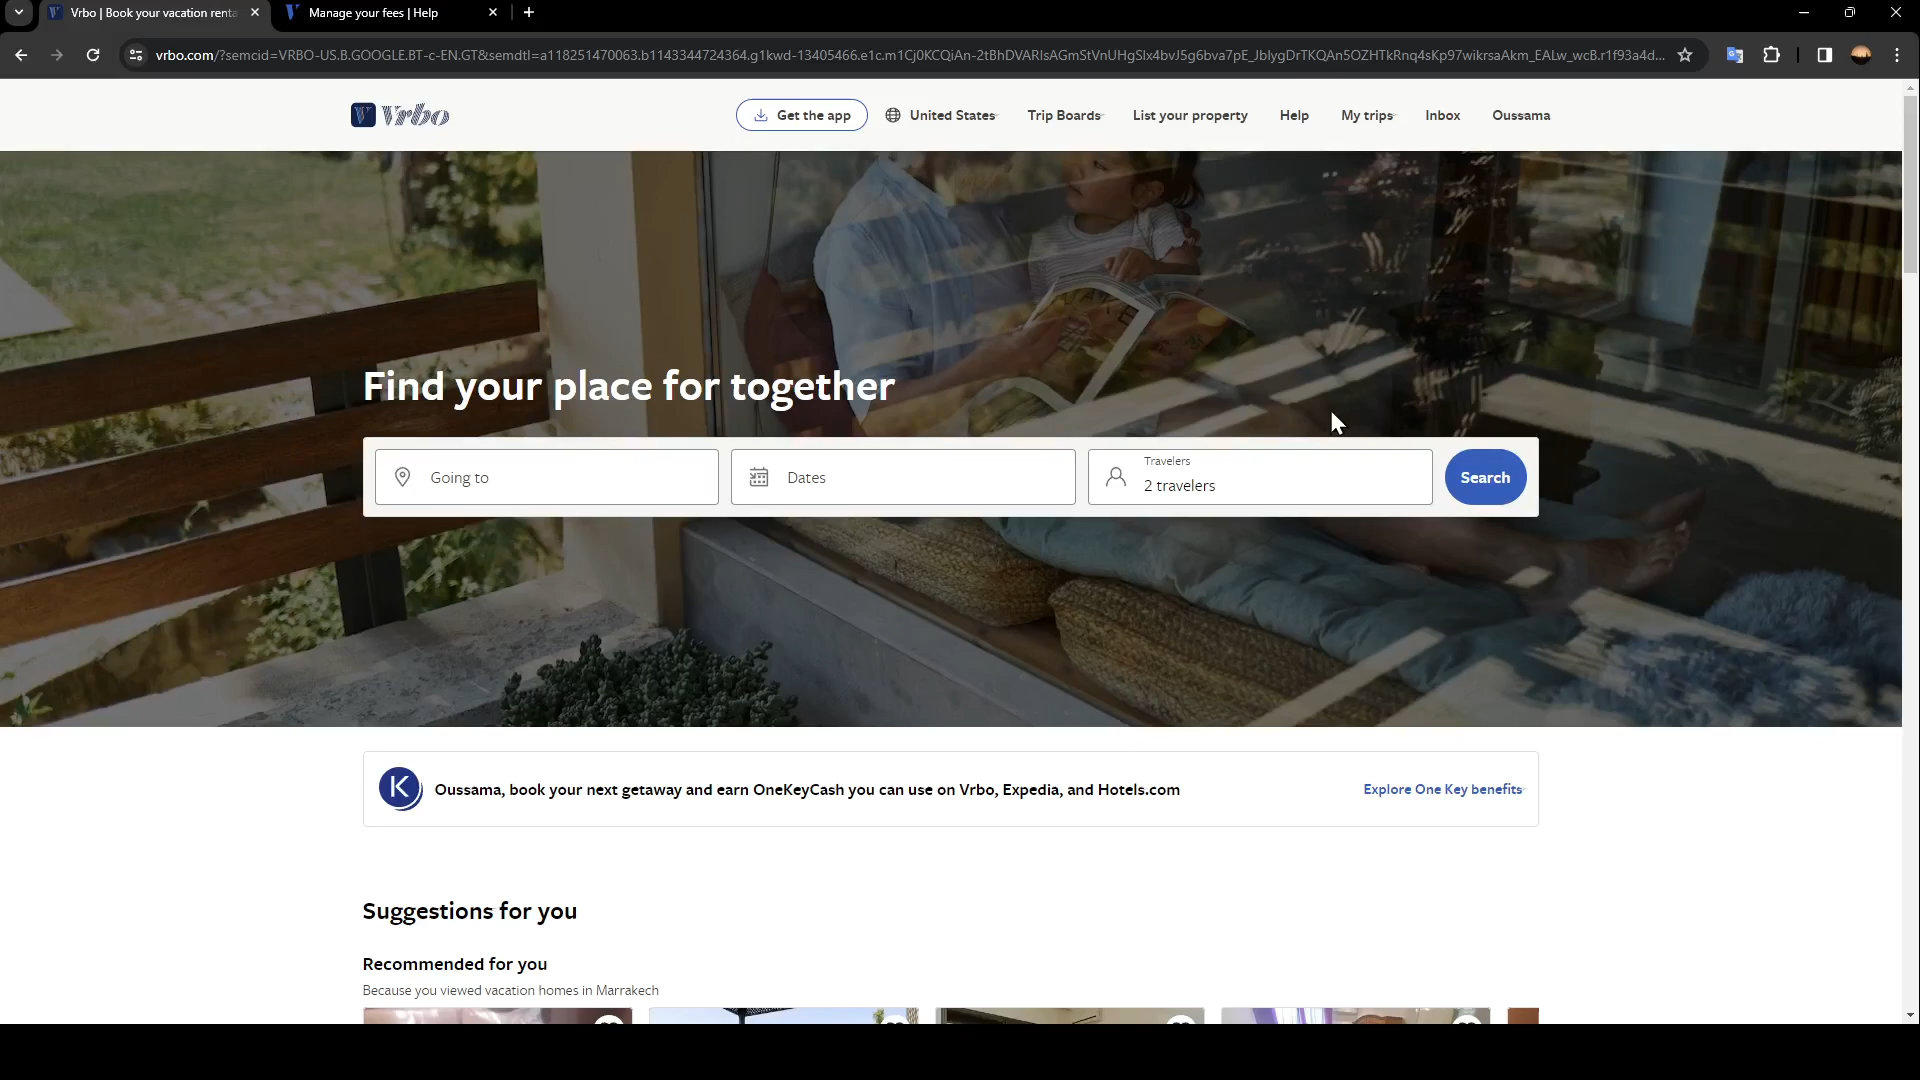 Vrbo | Book your vacation renta
Manage your fees | Help
vrbo.com/?semcid=VRBO-US.B.GOOGLE.BT-c-EN.GT&semdtl=a118251470063.b1143344724364.g1kwd-13405466.e1c.m1Cj0KCQiAn-2tBhDVARIsAGmStVnUHgSlx4bvJ5g6bva7pE_JblygDrTKQAn5OZHTkRnq4sKp97wikrsaAkm_EALw_wcB.r1f93a4d...
Vrbo
Get the app
United States
Trip Boards
List your property
Help
My trips
Inbox
Oussama
Find your place for together
Going to
Dates
Travelers
2 travelers
Search
K
Oussama, book your next getaway and earn OneKeyCash you can use on Vrbo, Expedia, and Hotels.com
Explore One Key benefits
Suggestions for you
Recommended for you
Because you viewed vacation homes in Marrakech